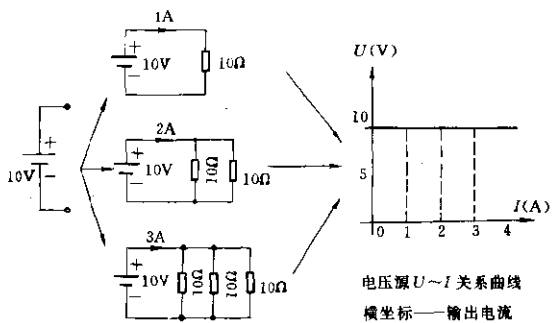 1A
+
10V
−
10Ω
U(V)
2A
+
10V
−
10Ω
10Ω
+
10V
−
3A
+
10V
−
10Ω
10Ω
10Ω
10
5
0 1 2 3 4
I(A)
电压源U～I关系曲线
横坐标——输出电流